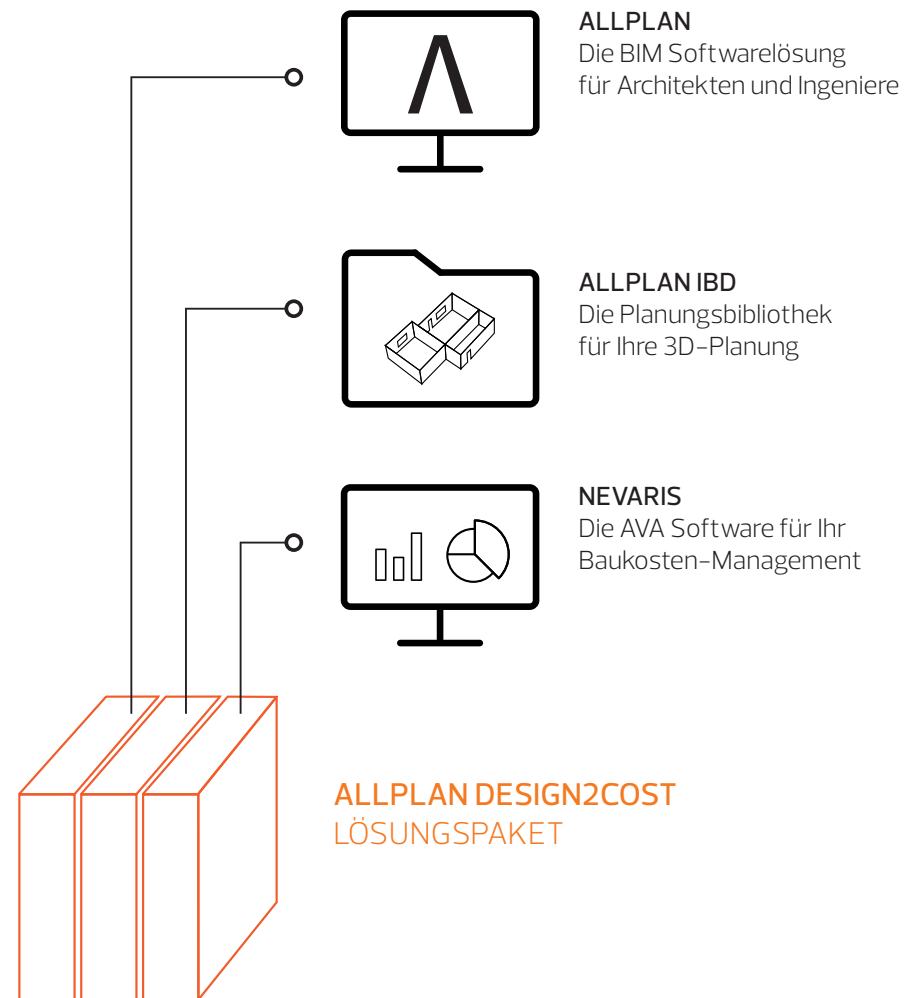 ALLPLAN
Die BIM Softwarelösung
für Architekten und Ingeniere
ALLPLAN IBD
Die Planungsbibliothek
für Ihre 3D-Planung
NEVARIS
Die AVA Software für Ihr
Baukosten-Management
ALLPLAN DESIGN2COST
LÖSUNGSPAKET